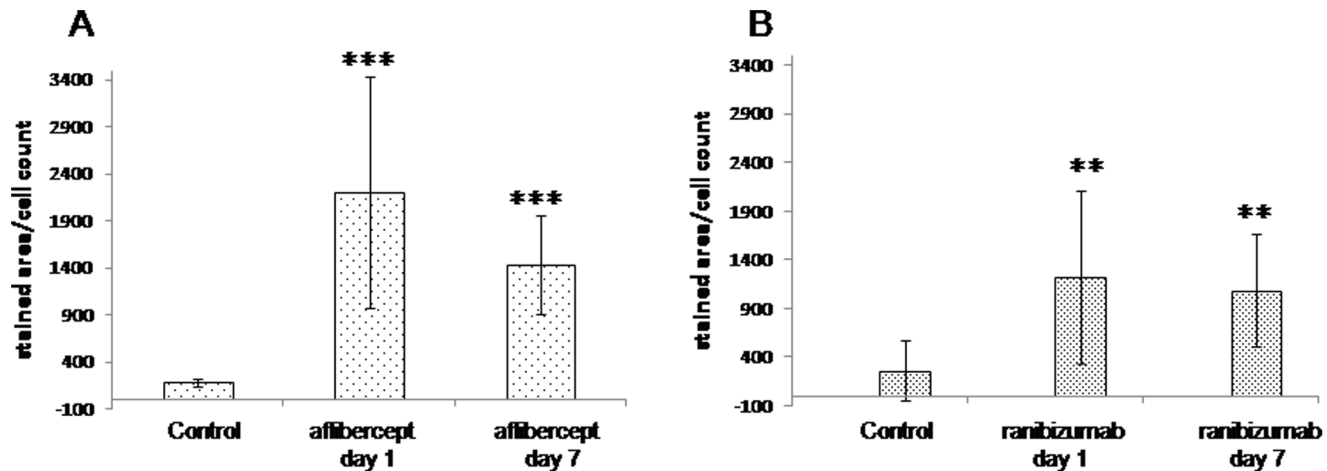 A
stained area/cell count
3400
2900
2400
1900
1400
900
400
-100
***
***
Control
aflibercept
day 1
aflibercept
day 7
B
stained area/cell count
3400
2900
2400
1900
1400
900
400
-100
**
**
Control
ranibizumab
day 1
ranibizumab
day 7